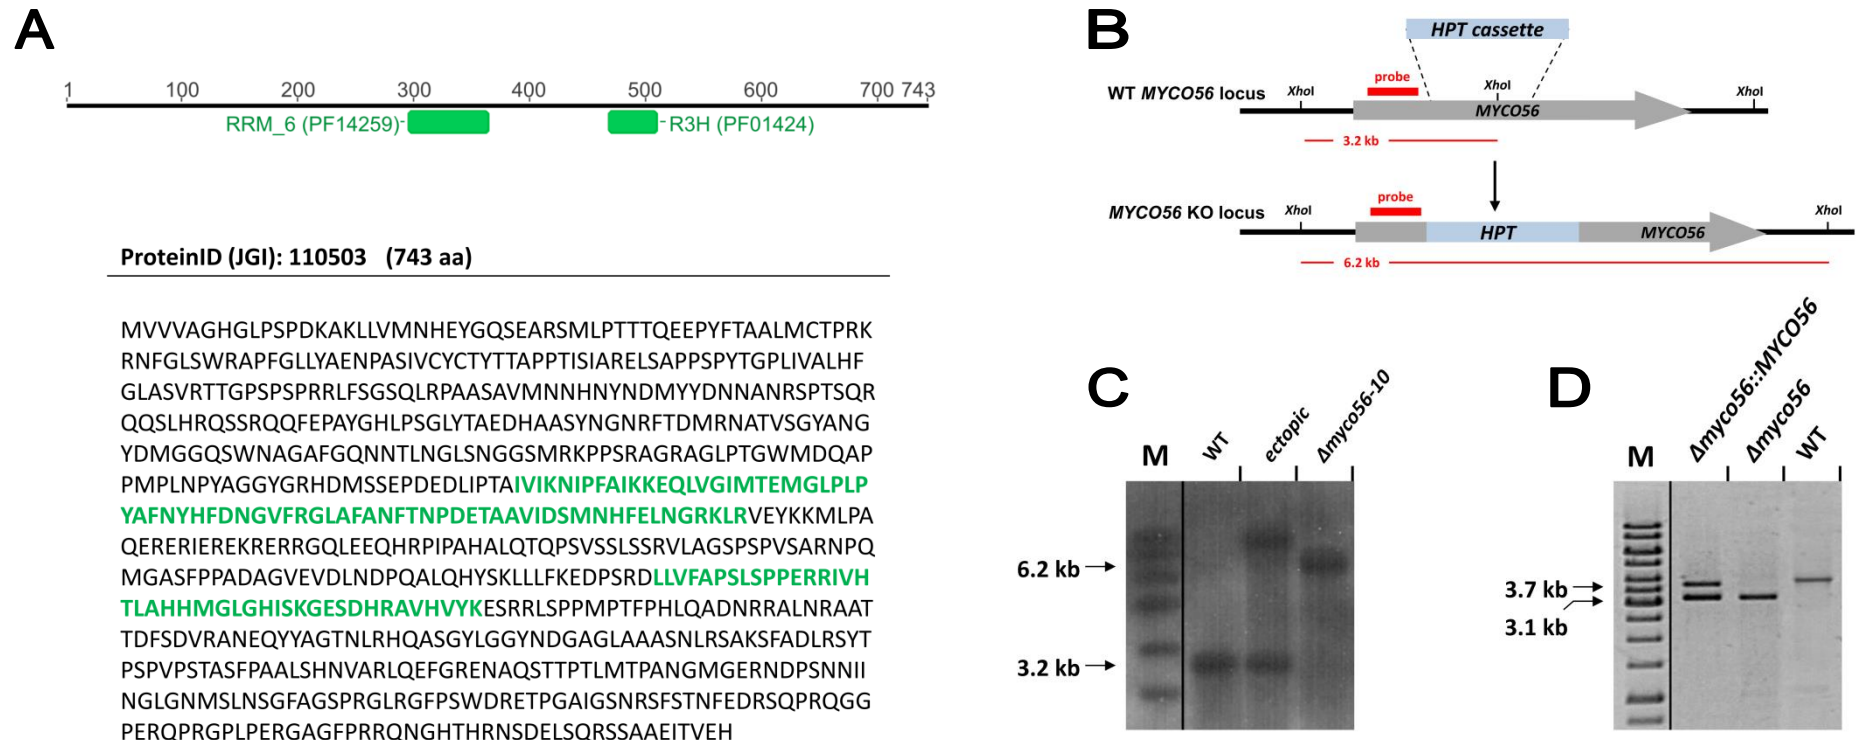 A
1 100 200 300 400 500 600 700 743
RRM_6 (PF14259)
R3H (PF01424)
ProteinID (JGI): 110503 (743 aa)
MVVVAGHGLPSPDKAKLLVMNHEYGQSEARSMLPTTTQEEPYFTAALMCTPRK
RNFGLSWRAPFGLLYAENPASIVCYCTYTTAPPTISIARELSAPPSPYTGPLIVALHF
GLASVRTTGPSPSPRRLFSGSQLRPAASAVMNNHNYNDMYYDNNANRSPTSQR
QQSLHRQSSRQQFEPAYGHLPSGLYTAEDHAASYNGNRFTDMRNATVSGYANG
YDMGGQSWNAGAFGQNNTLNGLSNGGSMRKPPSRAGRAGLPTGWMDQAP
PMPLNPYAGGYGRHDMSSEPDEDLIPTAIVIKNIPFAIKKEQLVGIMTEMGLPLP
YAFNYHFDNGVFRGLAFANFTNPDETAAVIDSMNHFELNGRKLRVEYKKMLPA
QERERIEREKRERRGQLEEQHRPIPAHALQTQPSVSSLSSRVLAGSPSPVSARNPQ
MGASFPPADAGVEVDLNDPQALQHYSKLLLFKEDPSRDLLVFAPSLSPPERRIVH
TLAHHMGLGHISKGESDHRAVHVYKESRRLSPPMPTFPHLQADNRRALNRAAT
TDFSDVRANEQYYAGTNLRHQASGYLGGYNDGAGLAAASNLRSAKSFADLRSYT
PSPVPSTASFPAALSHNVARLQEFGRENAQSTTPTLMTPANGMGERNDPSNNII
NGLGNMSLNSGFAGSPRGLRGFPSWDRETPGAIGSNRSFSTNFEDRSQPRQGG
PERQPRGPLPERGAGFPRRQNGHTHRNSDELSQRSSAAEITVEH
B
HPT cassette
probe
WT MYCO56 locus
XhoI
XhoI
XhoI
MYCO56
3.2 kb
probe
MYCO56 KO locus
XhoI
XhoI
HPT
MYCO56
6.2 kb
C
M
WT
ectopic
Δmyco56-10
6.2 kb
3.2 kb
D
M
Δmyco56::MYCO56
Δmyco56
WT
3.7 kb
3.1 kb